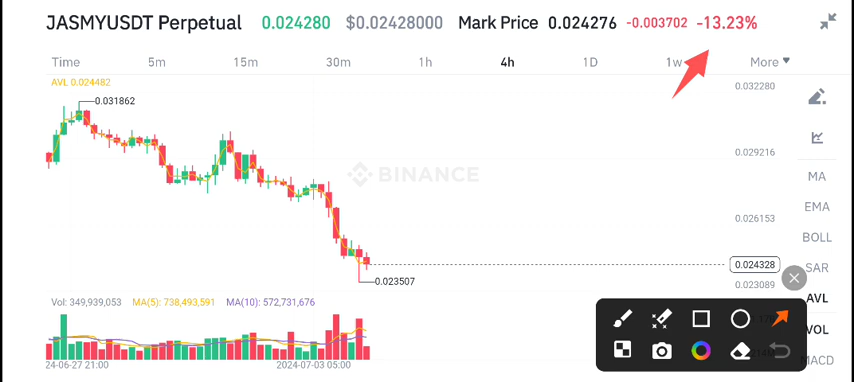 JASMYUSDT Perpetual 0.024280 $0.02428000 Mark Price 0.024276 -0.003702 -13.23%
Time 5m 15m 30m 1h 4h 1D 1w More
AVL 0.024482
0.032280
0.031862
0.029216
BINANCE
MA
EMA
0.026153
BOLL
0.024328
SAR
0.023507
0.023089
AVL
Vol: 349,939,053 MA(5): 738,493,591 MA(10): 572,731,676
VOL
MACD
24-06-27 21:00 2024-07-03 05:00